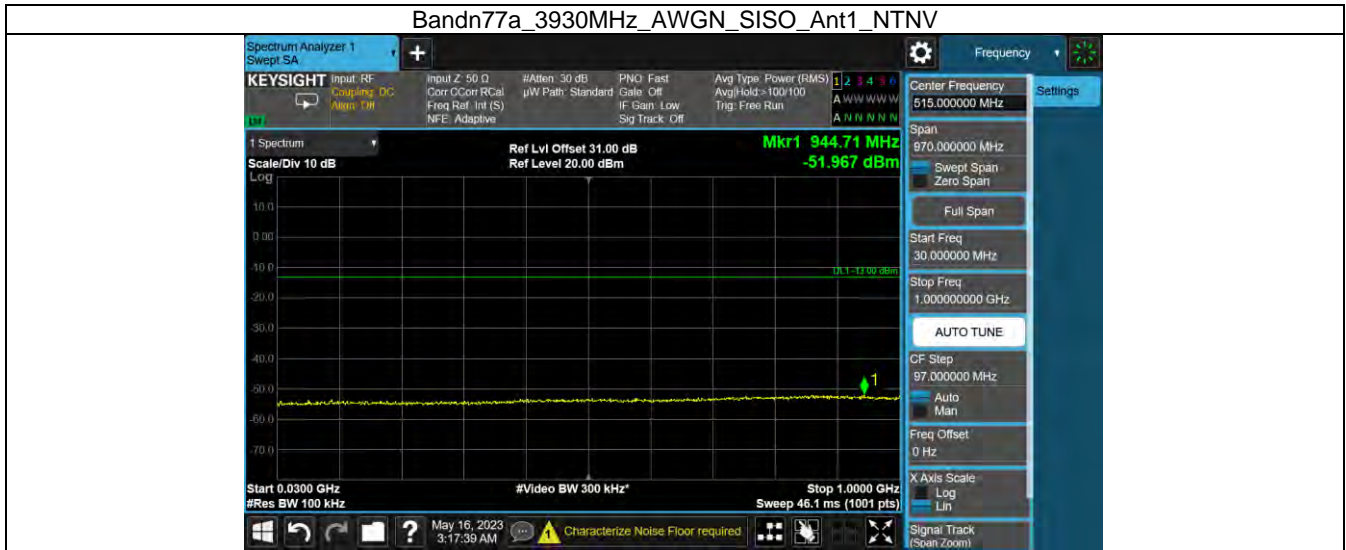 Bandn77a_3930MHz_AWGN_SISO_Ant1_NTNV
Spectrum Analyzer 1
Swept SA
+
Frequency
KEYSIGHT
Input: RF
Coupling: DC
Align: Off
Input Z: 50 Ω
Corr CCorr RCal
Freq Ref: Int (S)
NFE: Adaptive
#Atten: 30 dB
µW Path: Standard
PNO: Fast
Gate: Off
IF Gain: Low
Sig Track: Off
Avg Type: Power (RMS)
Avg|Hold:>100/100
Trig: Free Run
1 2 3 4 5 6
A W W W W W
A N N N N N
1 Spectrum
Scale/Div 10 dB
Log
Ref Lvl Offset 31.00 dB
Ref Level 20.00 dBm
Mkr1 944.71 MHz
-51.967 dBm
10.0
0.00
-10.0
DL1 -13.00 dBm
-20.0
-30.0
-40.0
-50.0
1
-60.0
-70.0
Start 0.0300 GHz
#Res BW 100 kHz
#Video BW 300 kHz*
Stop 1.0000 GHz
Sweep 46.1 ms (1001 pts)
?
May 16, 2023
3:17:39 AM
Characterize Noise Floor required
Center Frequency
515.000000 MHz
Settings
Span
970.000000 MHz
Swept Span
Zero Span
Full Span
Start Freq
30.000000 MHz
Stop Freq
1.000000000 GHz
AUTO TUNE
CF Step
97.000000 MHz
Auto
Man
Freq Offset
0 Hz
X Axis Scale
Log
Lin
Signal Track
(Span Zoom)